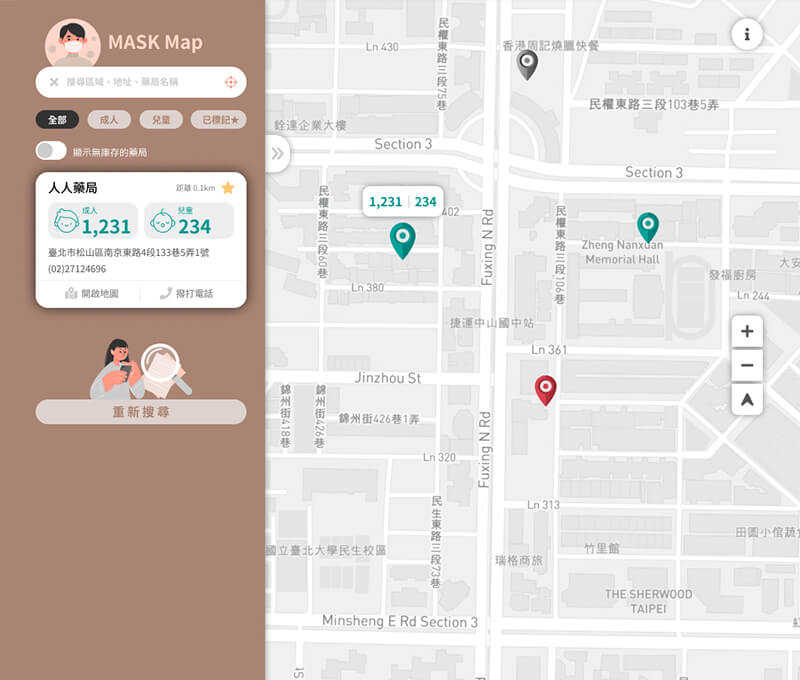 MASK Map
搜尋區域、地址、藥局名稱
全部
成人
兒童
已標記★
顯示無庫存的藥局
人人藥局
距離 0.1km
成人
1,231
兒童
234
臺北市松山區南京東路4段133巷5弄1號
(02)27124696
開啟地圖
撥打電話
重新搜尋
Ln 430
民權東路三段75巷
香港周記燒臘快餐
i
民權東路三段103巷5弄
銓達企業大樓
Section 3
Section 3
民權東路三段60巷
1,231
234
402
Fuxing N Rd
民權東路三段106巷
Zheng Nanxuan
Memorial Hall
大安
發福廚房
Ln 244
Ln 380
捷運中山國中站
Ln 361
Jinzhou St
錦州街418巷
錦州街426巷
錦州街426巷1弄
Fuxing N Rd
Ln 320
民生東路三段73巷
Ln 313
田園小倌蔬食
國立臺北大學民生校區
竹里館
瑞格商旅
THE SHERWOOD
TAIPEI
Minsheng E Rd Section 3